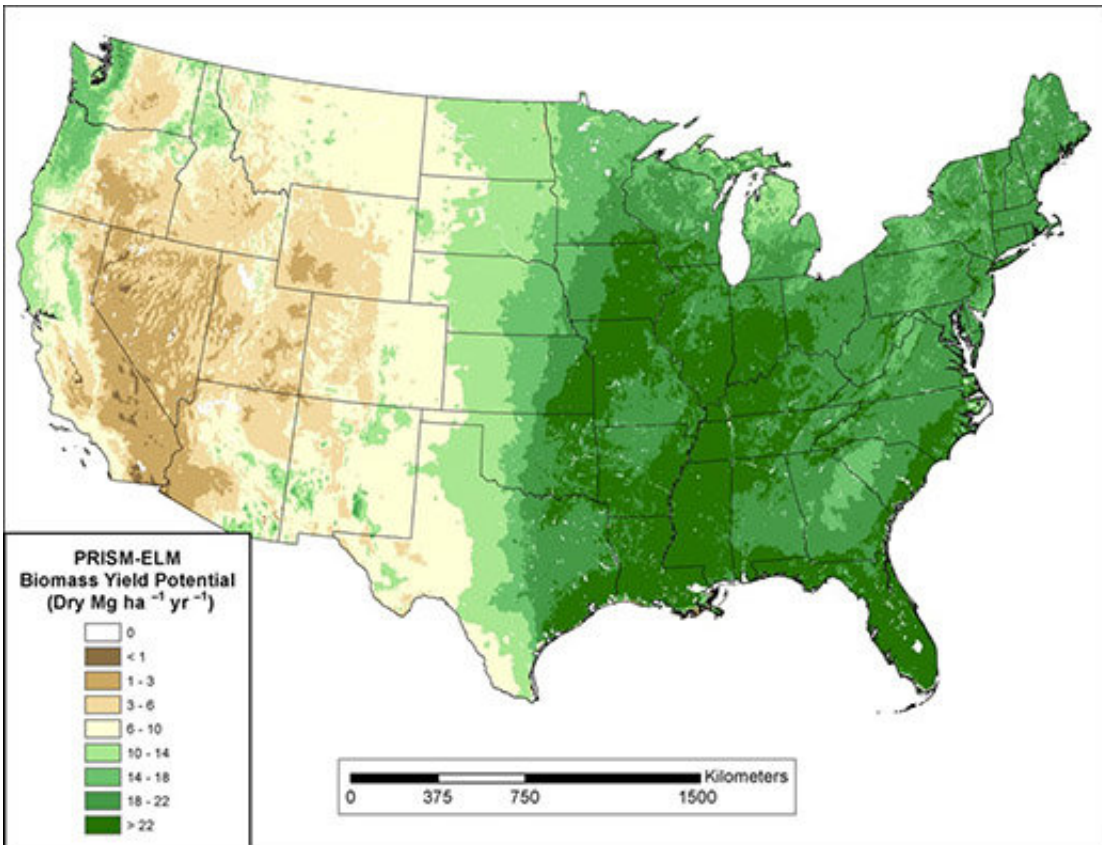 PRISM-ELM
Biomass Yield Potential
(Dry Mg ha ⁻¹ yr ⁻¹)
0
< 1
1 - 3
3 - 6
6 - 10
10 - 14
14 - 18
18 - 22
> 22
Kilometers
0 375 750 1500